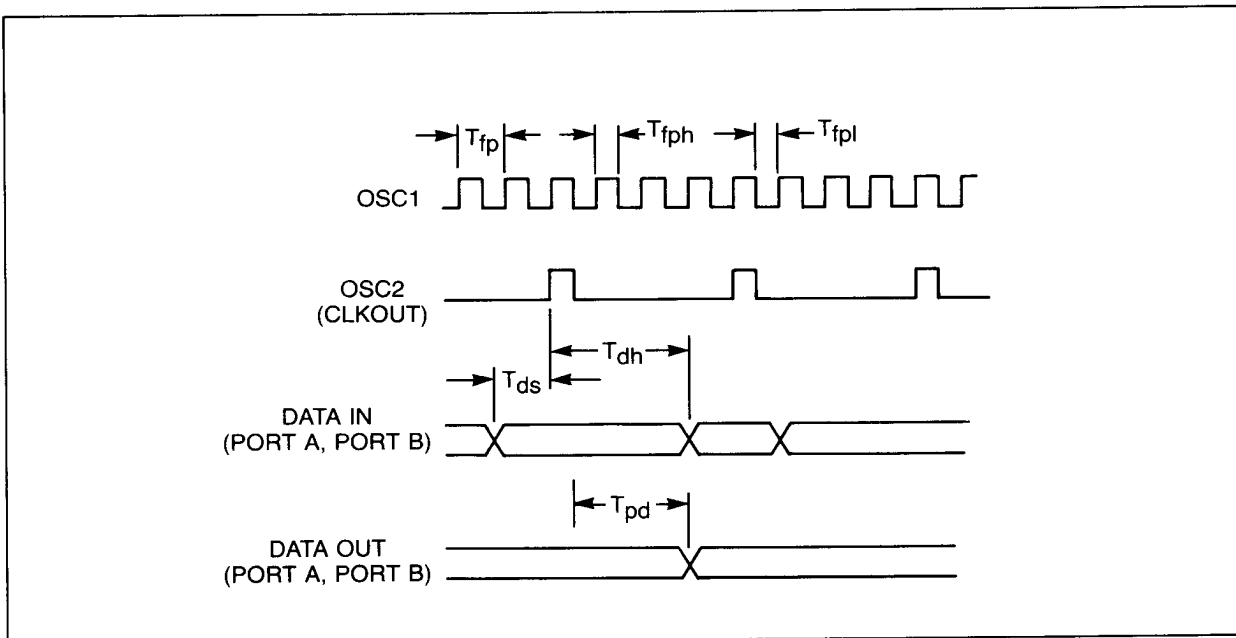 Tfp Tfph Tfpl
OSC1
OSC2
(CLKOUT)
Tdh
Tds
DATA IN
(PORT A, PORT B)
Tpd
DATA OUT
(PORT A, PORT B)